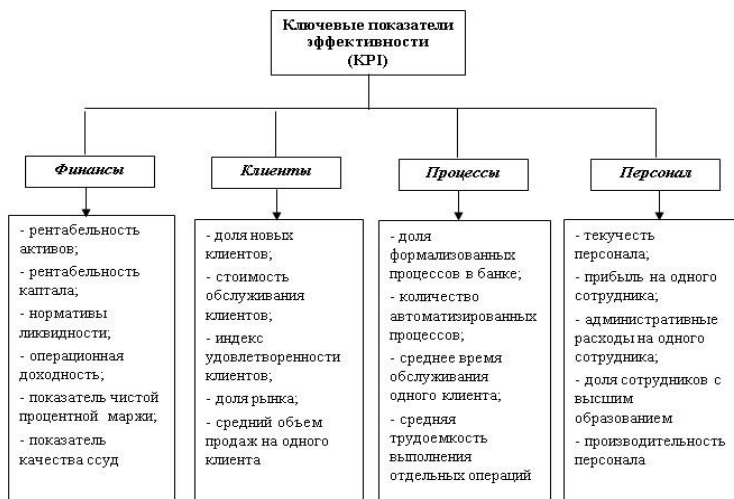 Ключевые показатели
эффективности
(KPI)
Финансы
- рентабельность
активов;
- рентабельность
каптала;
- нормативы
ликвидности;
- операционная
доходность;
- показатель чистой
процентной маржи;
- показатель
качества ссуд
Клиенты
- доля новых
клиентов;
- стоимость
обслуживания
клиентов;
- индекс
удовлетворенности
клиентов;
- доля рынка;
- средний объем
продаж на одного
клиента
Процессы
- доля
формализованных
процессов в банке;
- количество
автоматизированных
процессов;
- среднее время
обслуживания
одного клиента;
- средняя
трудоемкость
выполнения
отдельных операций
Персонал
- текучесть
персонала;
- прибыль на одного
сотрудника;
- административные
расходы на одного
сотрудника;
- доля сотрудников с
высшим
образованием
- производительность
персонала